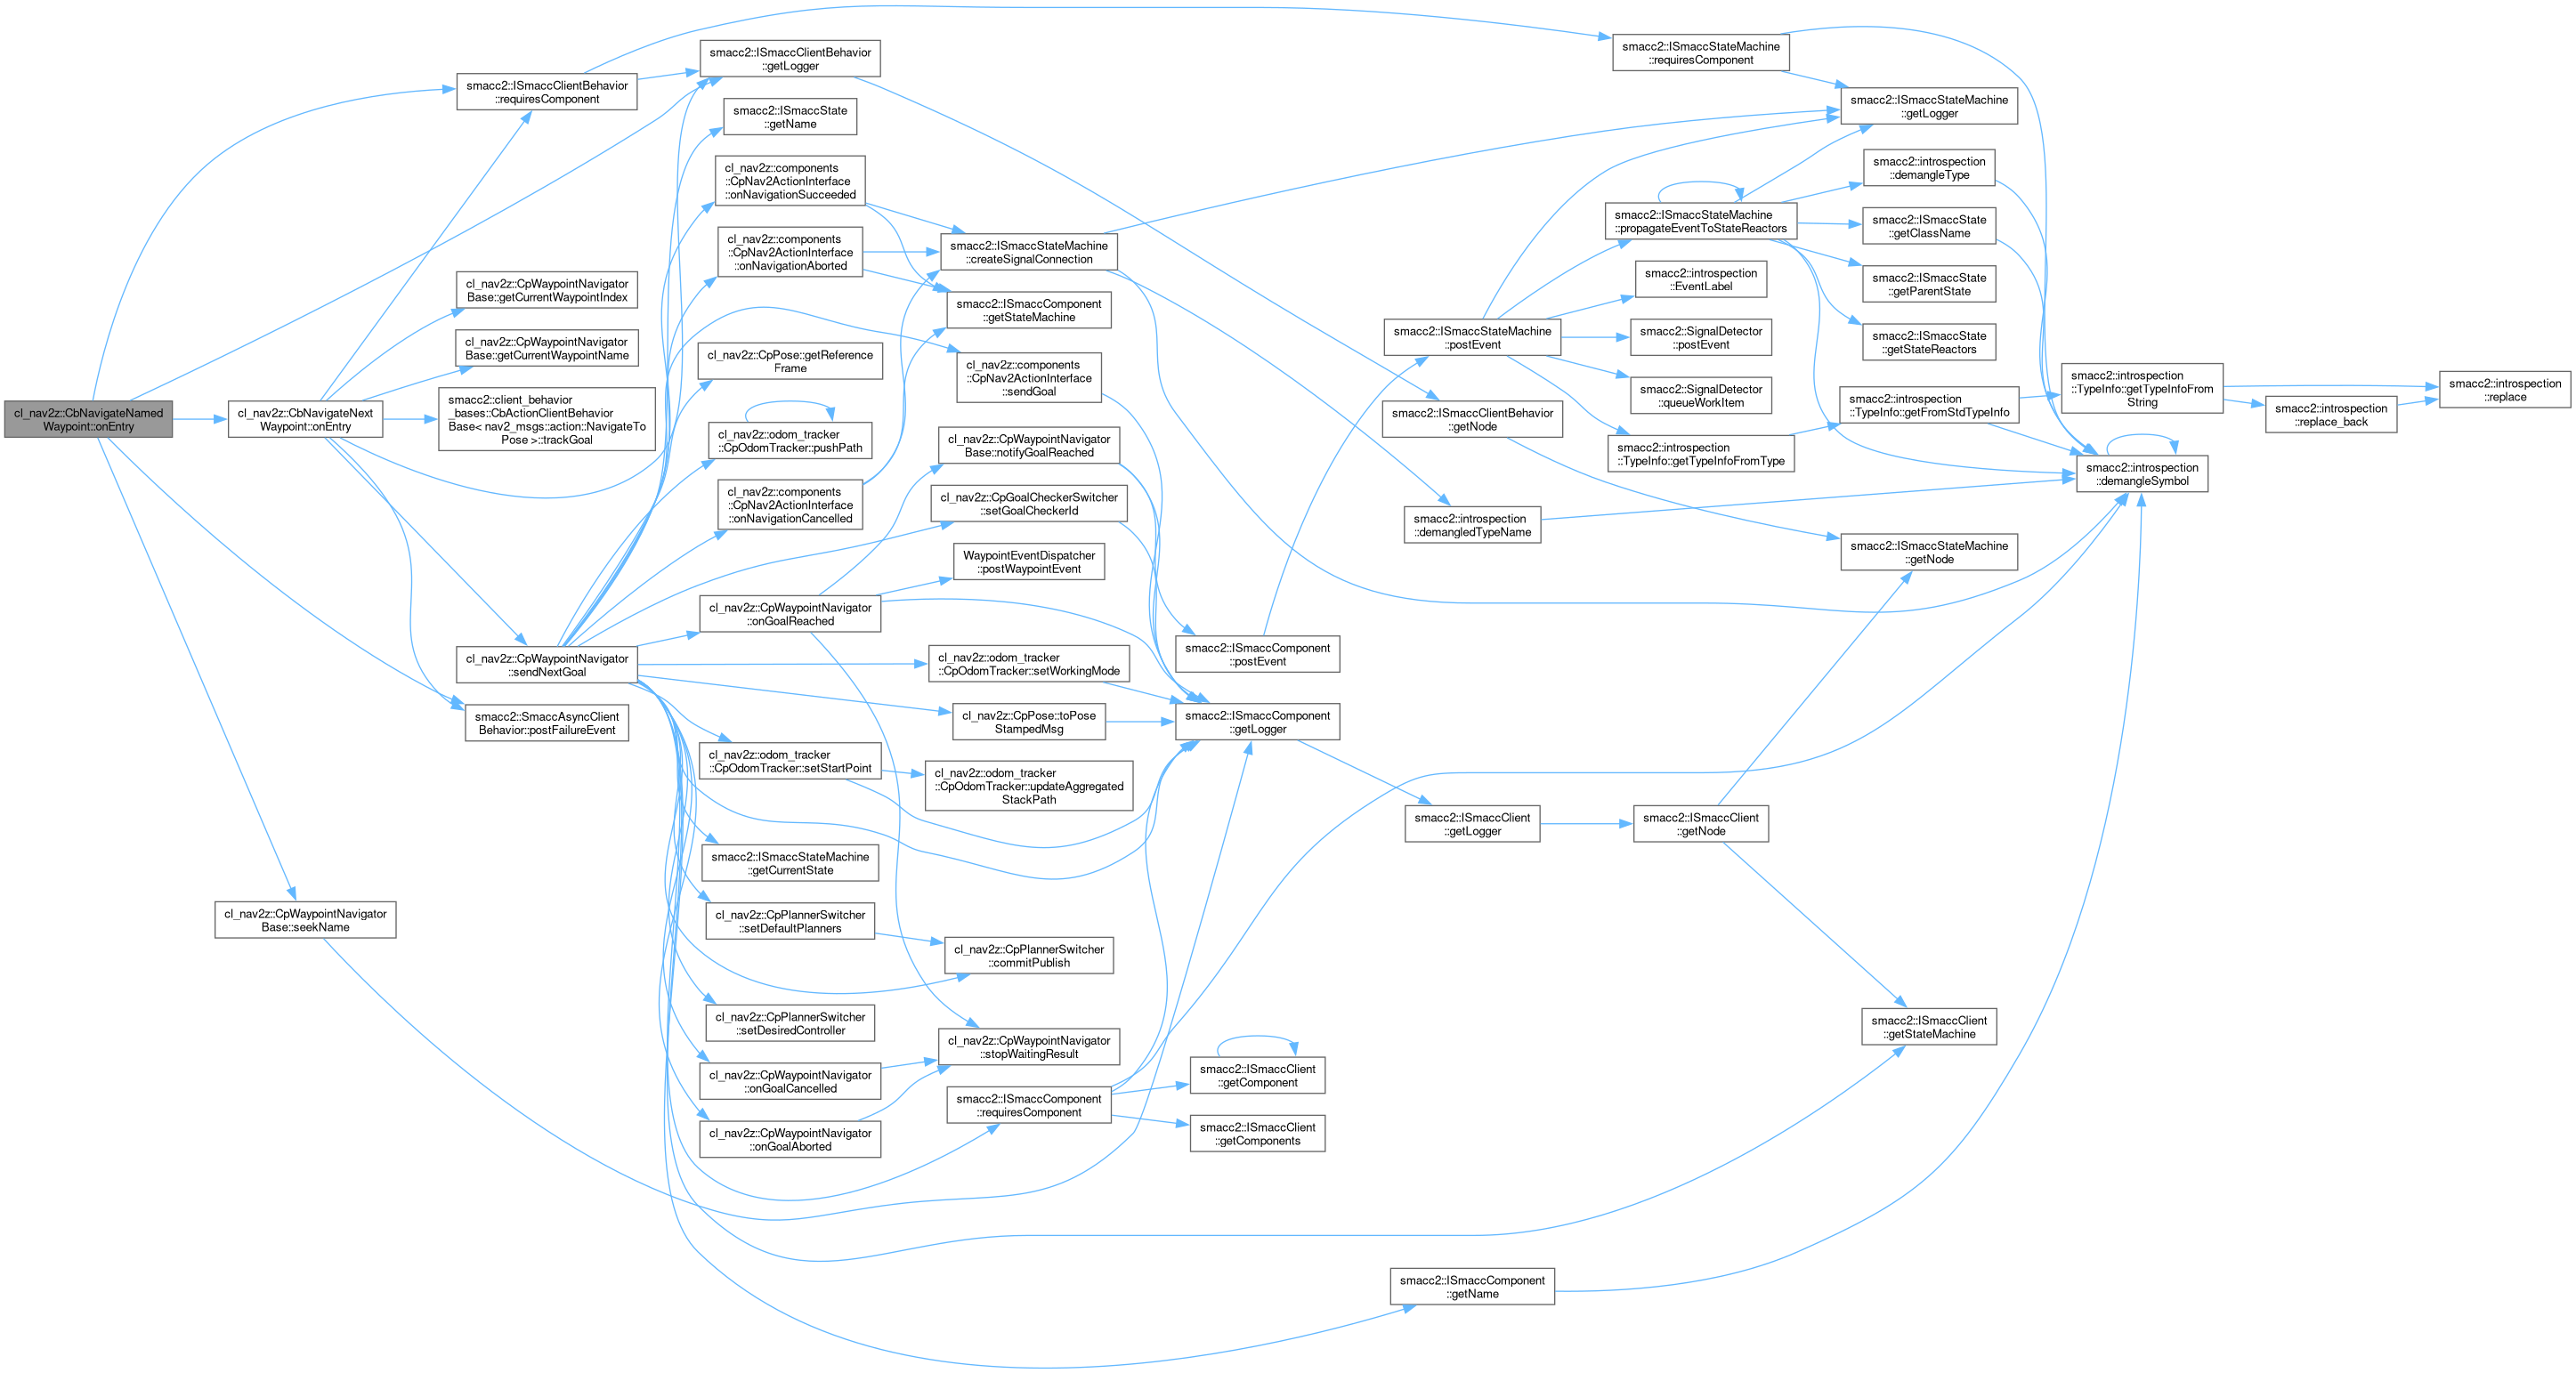 cl_nav2z::CbNavigateNamed
Waypoint::onEntry
smacc2::ISmaccClientBehavior
::requiresComponent
cl_nav2z::CbNavigateNext
Waypoint::onEntry
cl_nav2z::CpWaypointNavigator
Base::getCurrentWaypointIndex
cl_nav2z::CpWaypointNavigator
Base::getCurrentWaypointName
smacc2::client_behavior
_bases::CbActionClientBehavior
Base< nav2_msgs::action::NavigateTo
Pose >::trackGoal
cl_nav2z::CpWaypointNavigator
::sendNextGoal
smacc2::SmaccAsyncClient
Behavior::postFailureEvent
cl_nav2z::CpWaypointNavigator
Base::seekName
smacc2::ISmaccClientBehavior
::getLogger
smacc2::ISmaccState
::getName
cl_nav2z::components
::CpNav2ActionInterface
::onNavigationSucceeded
cl_nav2z::components
::CpNav2ActionInterface
::onNavigationAborted
cl_nav2z::CpPose::getReference
Frame
cl_nav2z::odom_tracker
::CpOdomTracker::pushPath
cl_nav2z::components
::CpNav2ActionInterface
::onNavigationCancelled
cl_nav2z::CpWaypointNavigator
::onGoalReached
cl_nav2z::odom_tracker
::CpOdomTracker::setStartPoint
smacc2::ISmaccStateMachine
::getCurrentState
cl_nav2z::CpPlannerSwitcher
::setDefaultPlanners
cl_nav2z::CpPlannerSwitcher
::setDesiredController
cl_nav2z::CpWaypointNavigator
::onGoalCancelled
cl_nav2z::CpWaypointNavigator
::onGoalAborted
smacc2::ISmaccStateMachine
::createSignalConnection
smacc2::ISmaccComponent
::getStateMachine
cl_nav2z::components
::CpNav2ActionInterface
::sendGoal
cl_nav2z::CpWaypointNavigator
Base::notifyGoalReached
cl_nav2z::CpGoalCheckerSwitcher
::setGoalCheckerId
WaypointEventDispatcher
::postWaypointEvent
cl_nav2z::odom_tracker
::CpOdomTracker::setWorkingMode
cl_nav2z::CpPose::toPose
StampedMsg
cl_nav2z::odom_tracker
::CpOdomTracker::updateAggregated
StackPath
cl_nav2z::CpPlannerSwitcher
::commitPublish
cl_nav2z::CpWaypointNavigator
::stopWaitingResult
smacc2::ISmaccComponent
::requiresComponent
smacc2::ISmaccComponent
::postEvent
smacc2::ISmaccComponent
::getLogger
smacc2::ISmaccClient
::getComponent
smacc2::ISmaccClient
::getComponents
smacc2::ISmaccStateMachine
::postEvent
smacc2::ISmaccClientBehavior
::getNode
smacc2::introspection
::demangledTypeName
smacc2::ISmaccClient
::getLogger
smacc2::ISmaccComponent
::getName
smacc2::ISmaccStateMachine
::requiresComponent
smacc2::ISmaccStateMachine
::propagateEventToStateReactors
smacc2::introspection
::EventLabel
smacc2::SignalDetector
::postEvent
smacc2::SignalDetector
::queueWorkItem
smacc2::introspection
::TypeInfo::getTypeInfoFromType
smacc2::ISmaccClient
::getNode
smacc2::ISmaccStateMachine
::getLogger
smacc2::introspection
::demangleType
smacc2::ISmaccState
::getClassName
smacc2::ISmaccState
::getParentState
smacc2::ISmaccState
::getStateReactors
smacc2::introspection
::TypeInfo::getFromStdTypeInfo
smacc2::ISmaccStateMachine
::getNode
smacc2::ISmaccClient
::getStateMachine
smacc2::introspection
::TypeInfo::getTypeInfoFrom
String
smacc2::introspection
::demangleSymbol
smacc2::introspection
::replace_back
smacc2::introspection
::replace